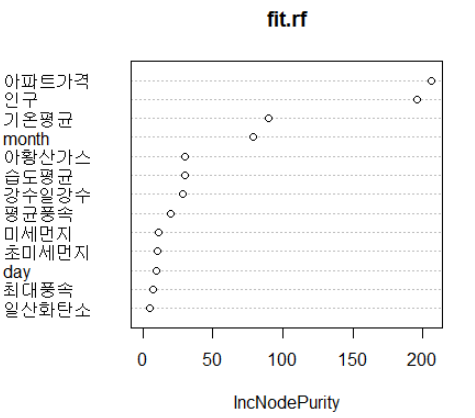 fit.rf
아파트가격
인구
기온평균
month
아황산가스
습도평균
강수일강수
평균풍속
미세먼지
초미세먼지
day
최대풍속
일산화탄소
0 50 100 150 200
IncNodePurity